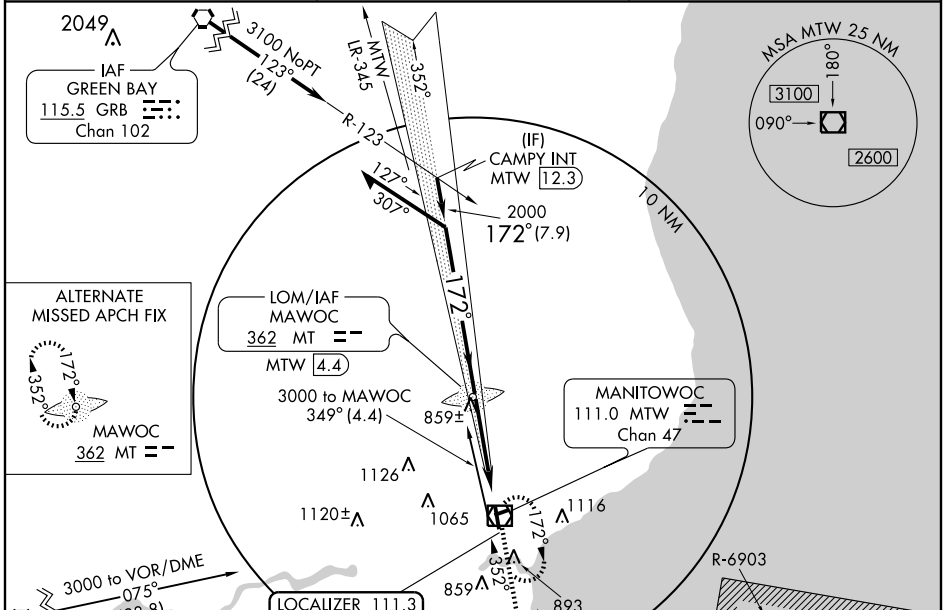 2049
IAF
GREEN BAY
115.5 GRB
Chan 102
3100 NoPT
123°
(24)
R-123
MTW
LR-345
352°
(IF)
CAMPY INT
MTW 12.3
127°
307°
2000
172° (7.9)
10 NM
MSA MTW 25 NM
180°
3100
090°
2600
172°
ALTERNATE
MISSED APCH FIX
172°
352°
MAWOC
362 MT
LOM/IAF
MAWOC
362 MT
MTW 4.4
3000 to MAWOC
349° (4.4)
859±
MANITOWOC
111.0 MTW
Chan 47
1126
1065
1120±
1116
172°
352°
859
893
3000 to VOR/DME
075°
LOCALIZER 111.3
R-6903